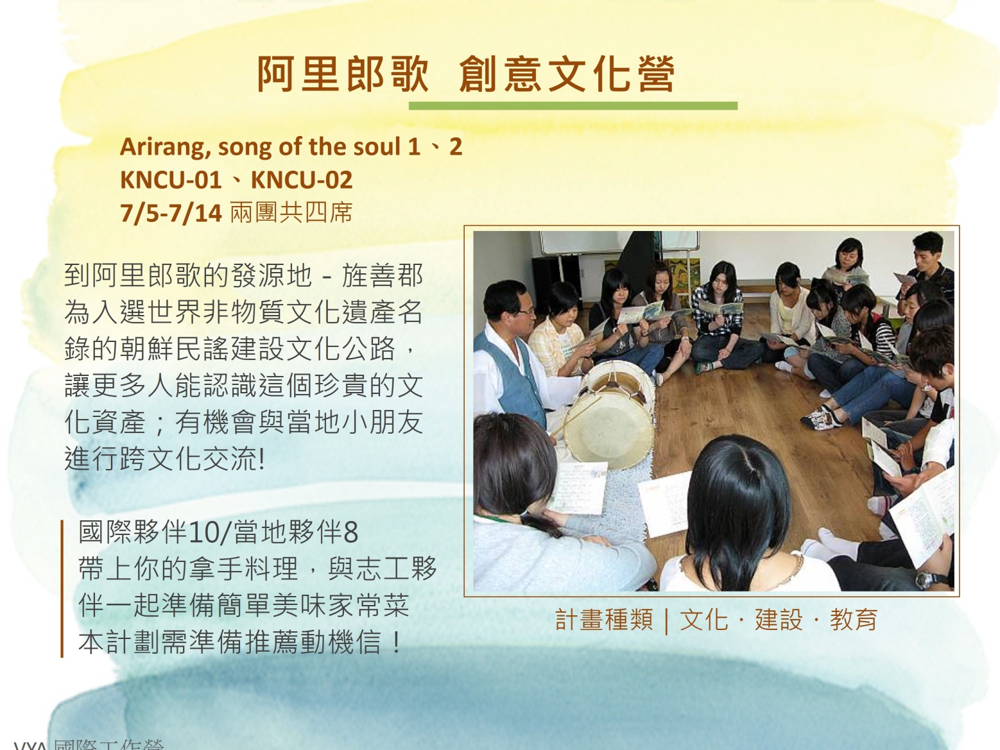 阿里郎歌 創意文化營
Arirang, song of the soul 1、2
KNCU-01、KNCU-02
7/5-7/14 兩團共四席
到阿里郎歌的發源地 - 旌善郡
為入選世界非物質文化遺產名
錄的朝鮮民謠建設文化公路，
讓更多人能認識這個珍貴的文
化資產；有機會與當地小朋友
進行跨文化交流!
國際夥伴10/當地夥伴8
帶上你的拿手料理，與志工夥
伴一起準備簡單美味家常菜
本計劃需準備推薦動機信！
計畫種類｜文化．建設．教育
VYA 國際工作營